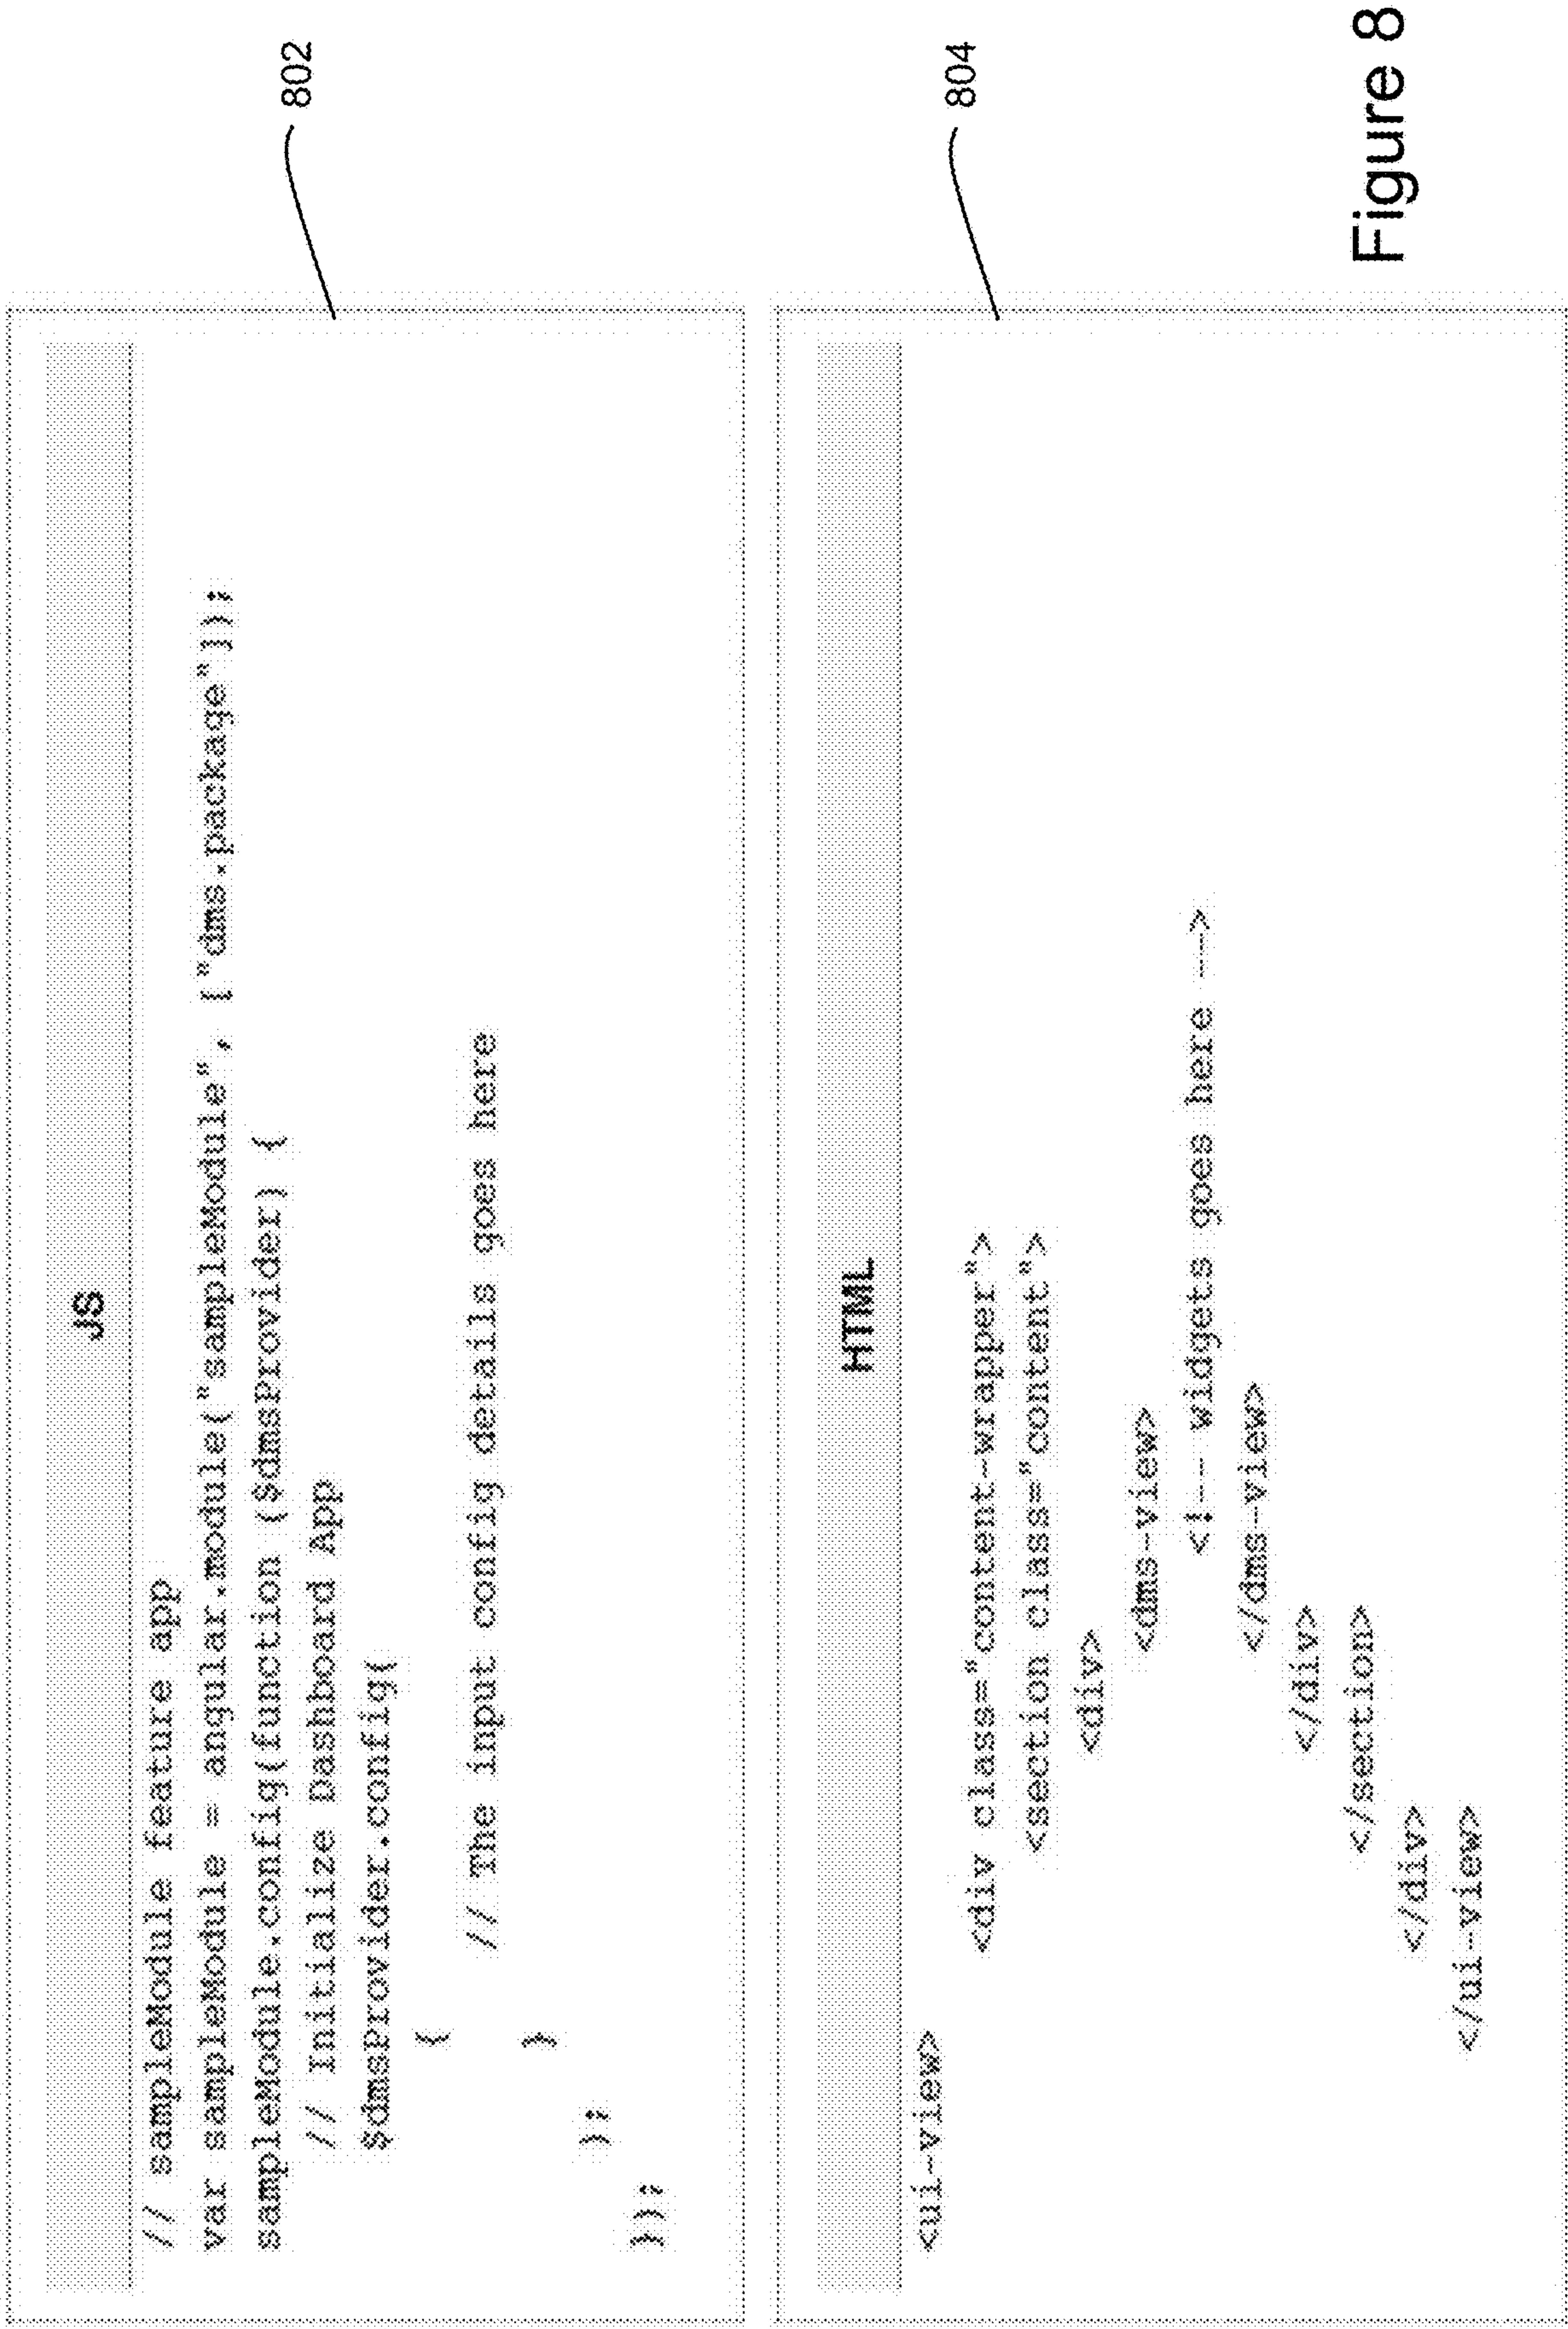 JS
// sampleModule feature app
var sampleModule = angular.module("sampleModule", ["dms.package"]);
sampleModule.config(function ($dmsProvider) {
// Initialize Dashboard App
$dmsProvider.config(
{
// The input config details goes here
}
);
});
802
HTML
<ui-view>
<div class="content-wrapper">
<section class="content">
<div>
<dms-view>
<!-- widgets goes here -->
</dms-view>
</div>
</section>
</div>
</ui-view>
804
Figure 8